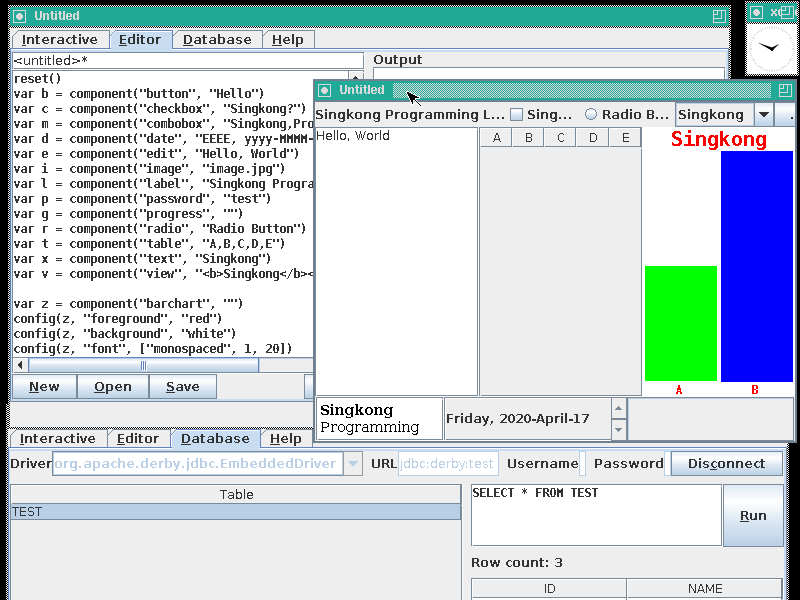 Untitled
Interactive Editor Database Help
<untitled>*
Output
reset()
var b = component("button", "Hello")
var c = component("checkbox", "Singkong?")
var m = component("combobox", "Singkong,Pro
var d = component("date", "EEEE, yyyy-MMMM-
var e = component("edit", "Hello, World")
var i = component("image", "image.jpg")
var l = component("label", "Singkong Progra
var p = component("password", "test")
var g = component("progress", "")
var r = component("radio", "Radio Button")
var t = component("table", "A,B,C,D,E")
var x = component("text", "Singkong")
var v = component("view", "<b>Singkong</b><
var z = component("barchart", "")
config(z, "foreground", "red")
config(z, "background", "white")
config(z, "font", ["monospaced", 1, 20])
New Open Save
Untitled
Singkong Programming L... Sing... Radio B... Singkong .
Hello, World
A B C D E
Singkong
A B
Singkong
Programming
Friday, 2020-April-17
Interactive Editor Database Help
Driver org.apache.derby.jdbc.EmbeddedDriver URL jdbc:derby:test Username Password Disconnect
Table
TEST
SELECT * FROM TEST
Run
Row count: 3
ID NAME